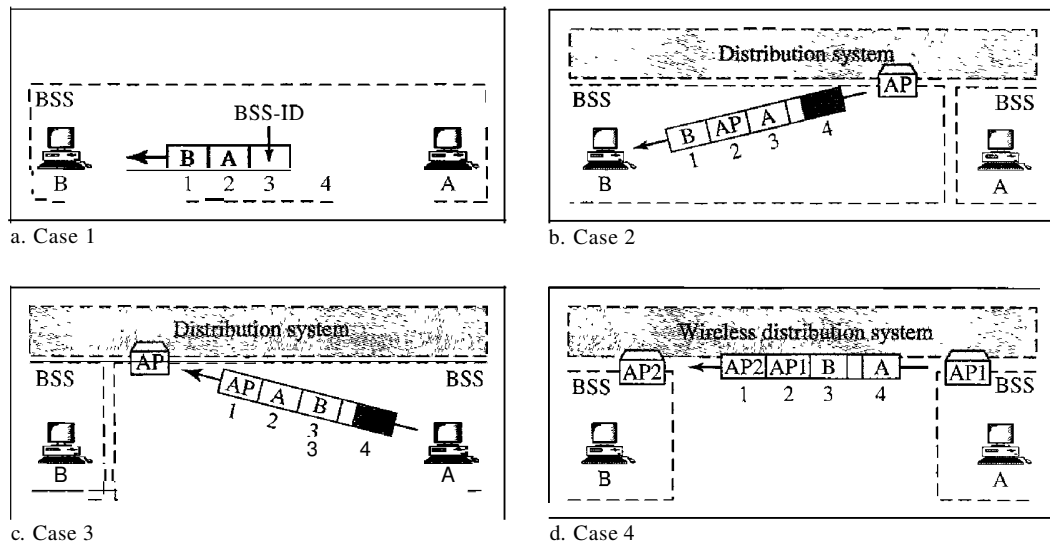 BSS
BSS-ID
B A
1 2 3 4
B
A
a. Case 1
Distribution system
AP
BSS
BSS
B AP A
1 2 3 4
B
A
b. Case 2
Distribution system
AP
BSS
BSS
AP A B
1 2 3 4
3
B
A
c. Case 3
Wireless distribution system
AP2
AP1
BSS
BSS
AP2 AP1 B A
1 2 3 4
B
A
d. Case 4